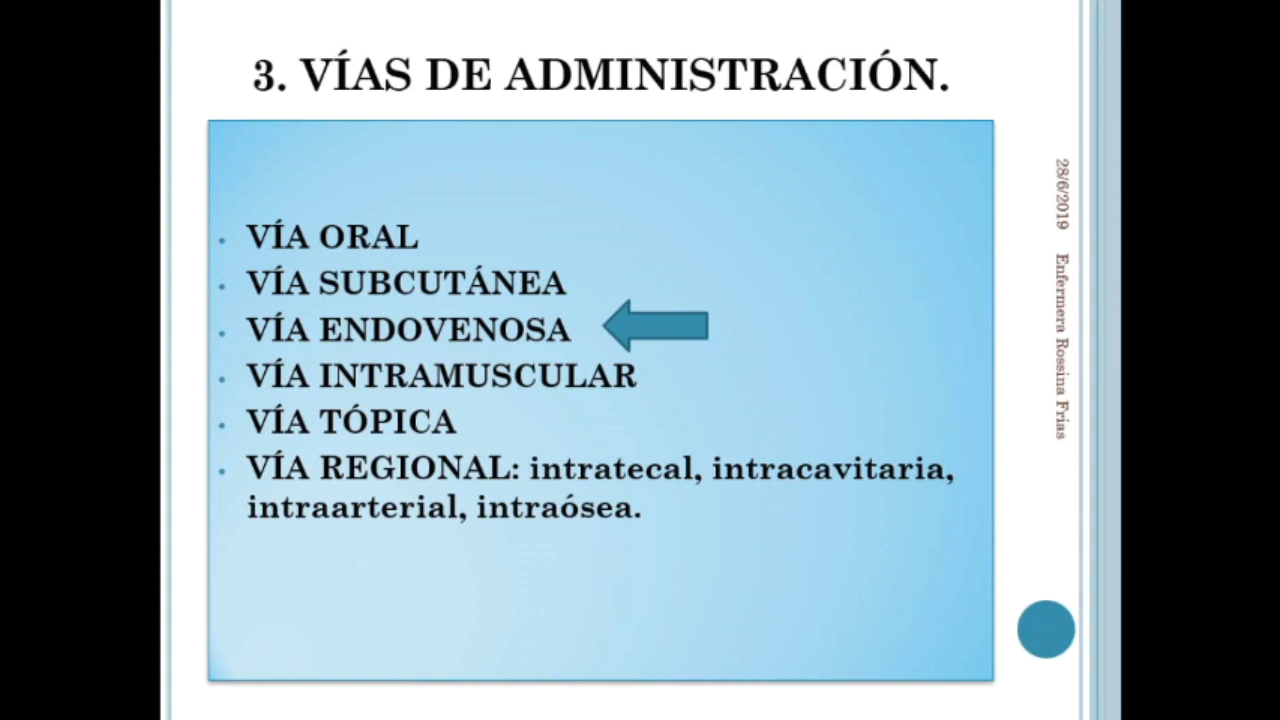 3. VÍAS DE ADMINISTRACIÓN.
• VÍA ORAL
• VÍA SUBCUTÁNEA
• VÍA ENDOVENOSA
• VÍA INTRAMUSCULAR
• VÍA TÓPICA
• VÍA REGIONAL: intratecal, intracavitaria,
intraarterial, intraósea.
28/6/2019 Enfermera Rossina Frias